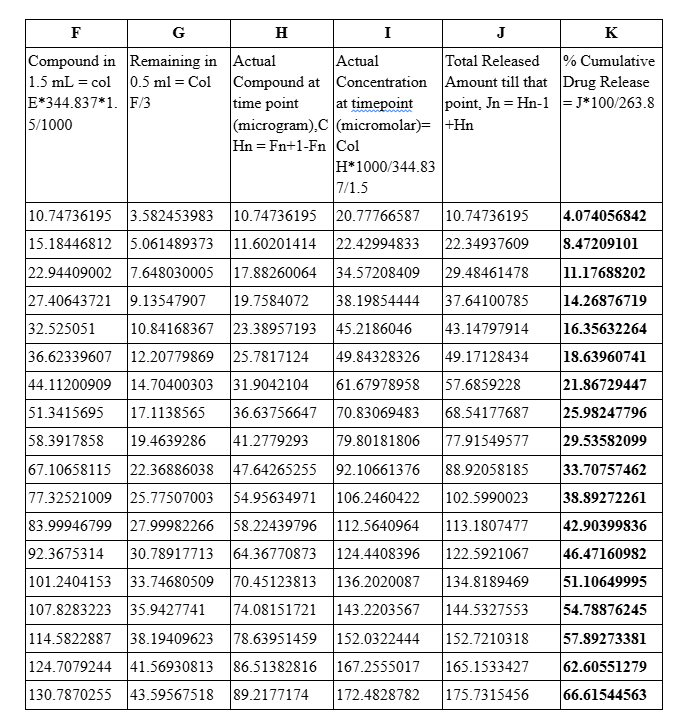 F G H I J K
Compound in Remaining in Actual Actual Total Released % Cumulative
1.5 mL = col 0.5 ml = Col Compound at Concentration Amount till that Drug Release
E*344.837*1. F/3 time point at timepoint point, Jn = Hn-1 = J*100/263.8
5/1000 (microgram),C (micromolar)= +Hn
Hn = Fn+1-Fn Col
H*1000/344.83
7/1.5
10.74736195 3.582453983 10.74736195 20.77766587 10.74736195 4.074056842
15.18446812 5.061489373 11.60201414 22.42994833 22.34937609 8.47209101
22.94409002 7.648030005 17.88260064 34.57208409 29.48461478 11.17688202
27.40643721 9.13547907 19.7584072 38.19854444 37.64100785 14.26876719
32.525051 10.84168367 23.38957193 45.2186046 43.14797914 16.35632264
36.62339607 12.20779869 25.7817124 49.84328326 49.17128434 18.63960741
44.11200909 14.70400303 31.9042104 61.67978958 57.6859228 21.86729447
51.3415695 17.1138565 36.63756647 70.83069483 68.54177687 25.98247796
58.3917858 19.4639286 41.2779293 79.80181806 77.91549577 29.53582099
67.10658115 22.36886038 47.64265255 92.10661376 88.92058185 33.70757462
77.32521009 25.77507003 54.95634971 106.2460422 102.5990023 38.89272261
83.99946799 27.99982266 58.22439796 112.5640964 113.1807477 42.90399836
92.3675314 30.78917713 64.36770873 124.4408396 122.5921067 46.47160982
101.2404153 33.74680509 70.45123813 136.2020087 134.8189469 51.10649995
107.8283223 35.9427741 74.08151721 143.2203567 144.5327553 54.78876245
114.5822887 38.19409623 78.63951459 152.0322444 152.7210318 57.89273381
124.7079244 41.56930813 86.51382816 167.2555017 165.1533427 62.60551279
130.7870255 43.59567518 89.2177174 172.4828782 175.7315456 66.61544563